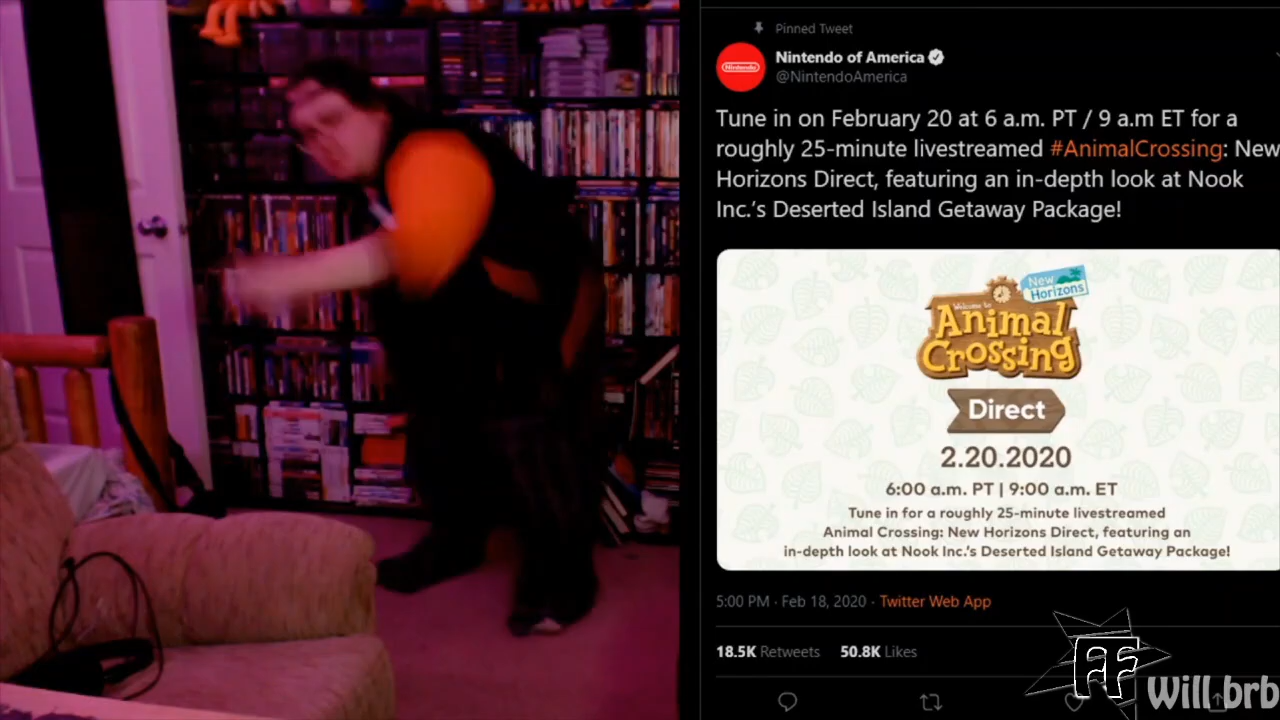 Pinned Tweet
Nintendo of America
@NintendoAmerica
Nintendo
Tune in on February 20 at 6 a.m. PT / 9 a.m ET for a
roughly 25-minute livestreamed #AnimalCrossing: New
Horizons Direct, featuring an in-depth look at Nook
Inc.'s Deserted Island Getaway Package!
New
Horizons
Welcome to
Animal
Crossing
Direct
2.20.2020
6:00 a.m. PT | 9:00 a.m. ET
Tune in for a roughly 25-minute livestreamed
Animal Crossing: New Horizons Direct, featuring an
in-depth look at Nook Inc.'s Deserted Island Getaway Package!
5:00 PM · Feb 18, 2020 · Twitter Web App
18.5K Retweets 50.8K Likes
FF
Will.brb